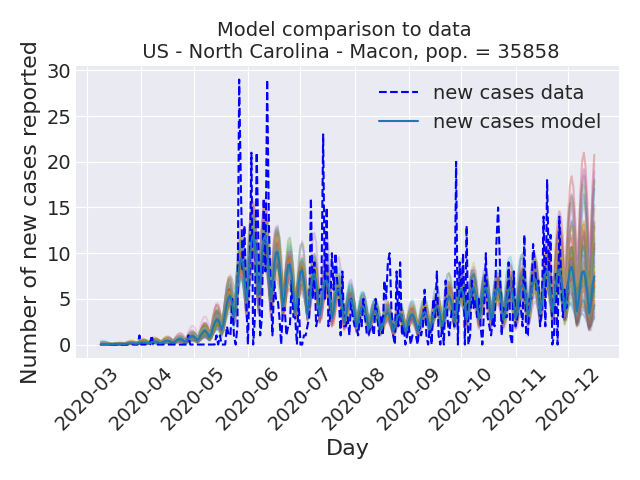 Model comparison to data
US - North Carolina - Macon, pop. = 35858
Number of new cases reported
30
25
20
15
10
5
0
new cases data
new cases model
2020-03
2020-04
2020-05
2020-06
2020-07
2020-08
2020-09
2020-10
2020-11
2020-12
Day